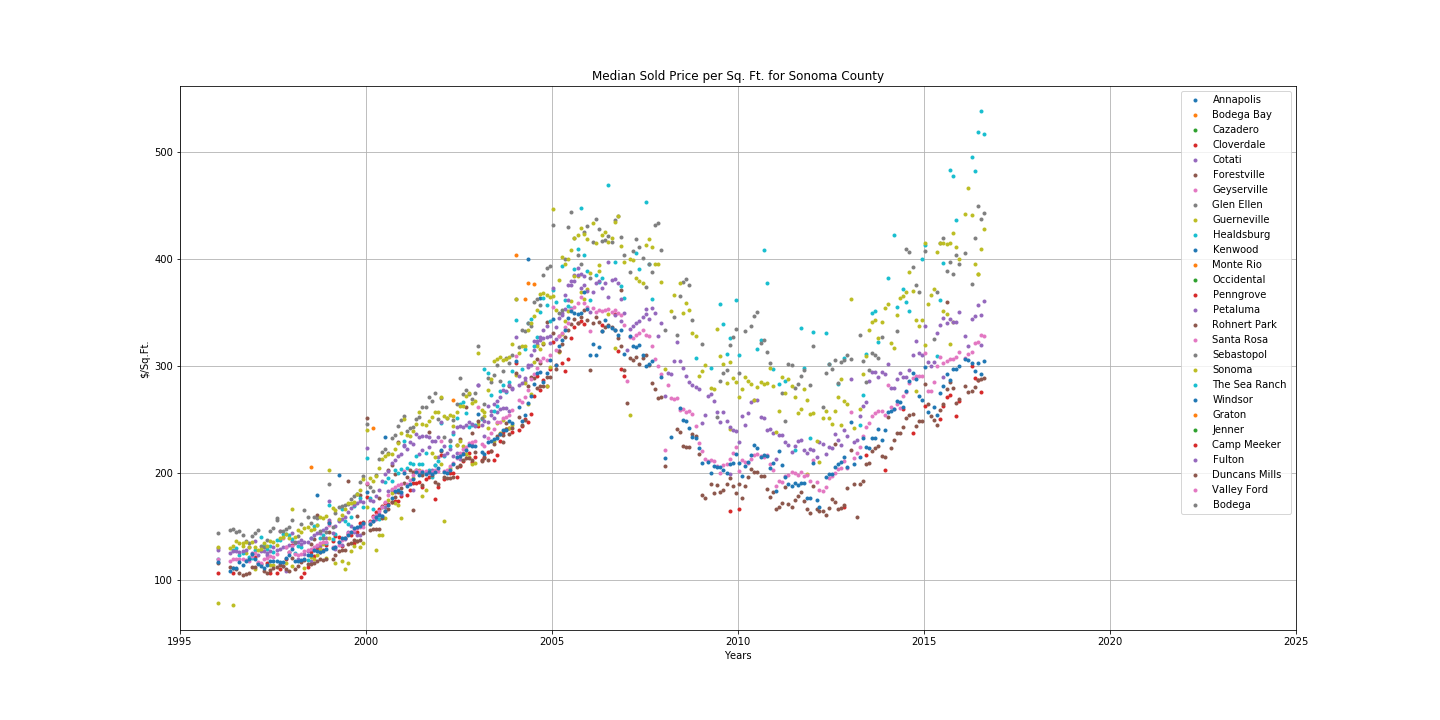 Median Sold Price per Sq. Ft. for Sonoma County
500
400
300
200
100
$/Sq.Ft.
1995 2000 2005 2010 2015 2020 2025
Years
Annapolis
Bodega Bay
Cazadero
Cloverdale
Cotati
Forestville
Geyserville
Glen Ellen
Guerneville
Healdsburg
Kenwood
Monte Rio
Occidental
Penngrove
Petaluma
Rohnert Park
Santa Rosa
Sebastopol
Sonoma
The Sea Ranch
Windsor
Graton
Jenner
Camp Meeker
Fulton
Duncans Mills
Valley Ford
Bodega